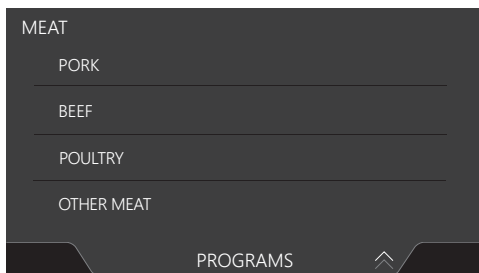 MEAT
PORK
BEEF
POULTRY
OTHER MEAT
PROGRAMS